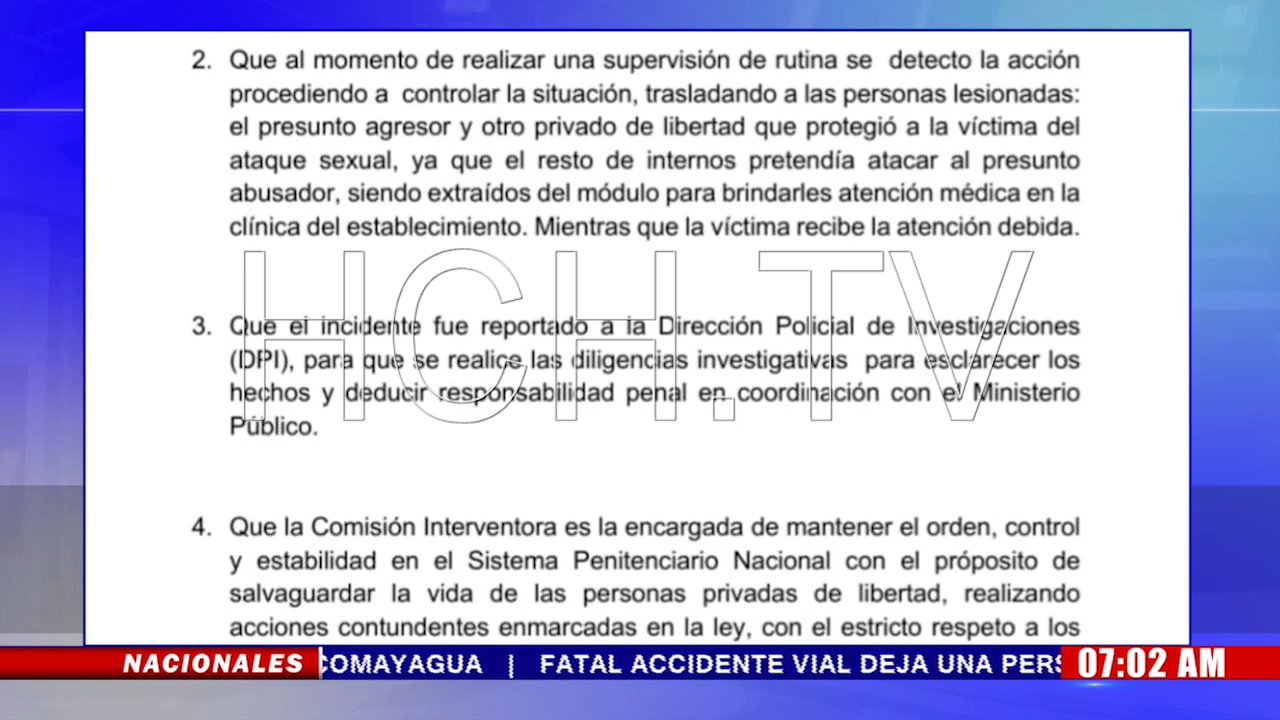 2. Que al momento de realizar una supervisión de rutina se detecto la acción
procediendo a controlar la situación, trasladando a las personas lesionadas:
el presunto agresor y otro privado de libertad que protegió a la víctima del
ataque sexual, ya que el resto de internos pretendía atacar al presunto
abusador, siendo extraídos del módulo para brindarles atención médica en la
clínica del establecimiento. Mientras que la víctima recibe la atención debida.
HCH.TV
3. Que el incidente fue reportado a la Dirección Policial de Investigaciones
(DPI), para que se realice las diligencias investigativas para esclarecer los
hechos y deducir responsabilidad penal en coordinación con el Ministerio
Público.
4. Que la Comisión Interventora es la encargada de mantener el orden, control
y estabilidad en el Sistema Penitenciario Nacional con el próposito de
salvaguardar la vida de las personas privadas de libertad, realizando
acciones contundentes enmarcadas en la ley, con el estricto respeto a los
NACIONALES COMAYAGUA | FATAL ACCIDENTE VIAL DEJA UNA PERS 07:02 AM